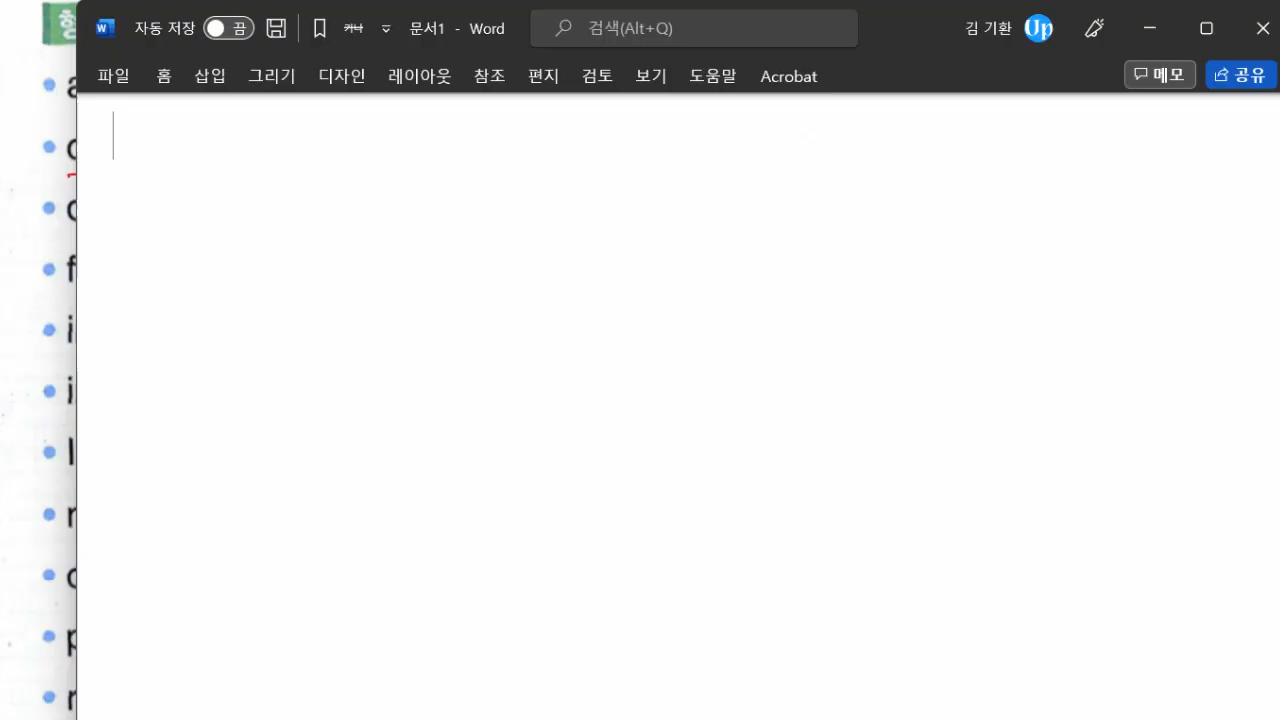 자동 저장 끔 가나 문서1 - Word 검색(Alt+Q) 김 기환 Up
파일 홈 삽입 그리기 디자인 레이아웃 참조 편지 검토 보기 도움말 Acrobat 메모 공유